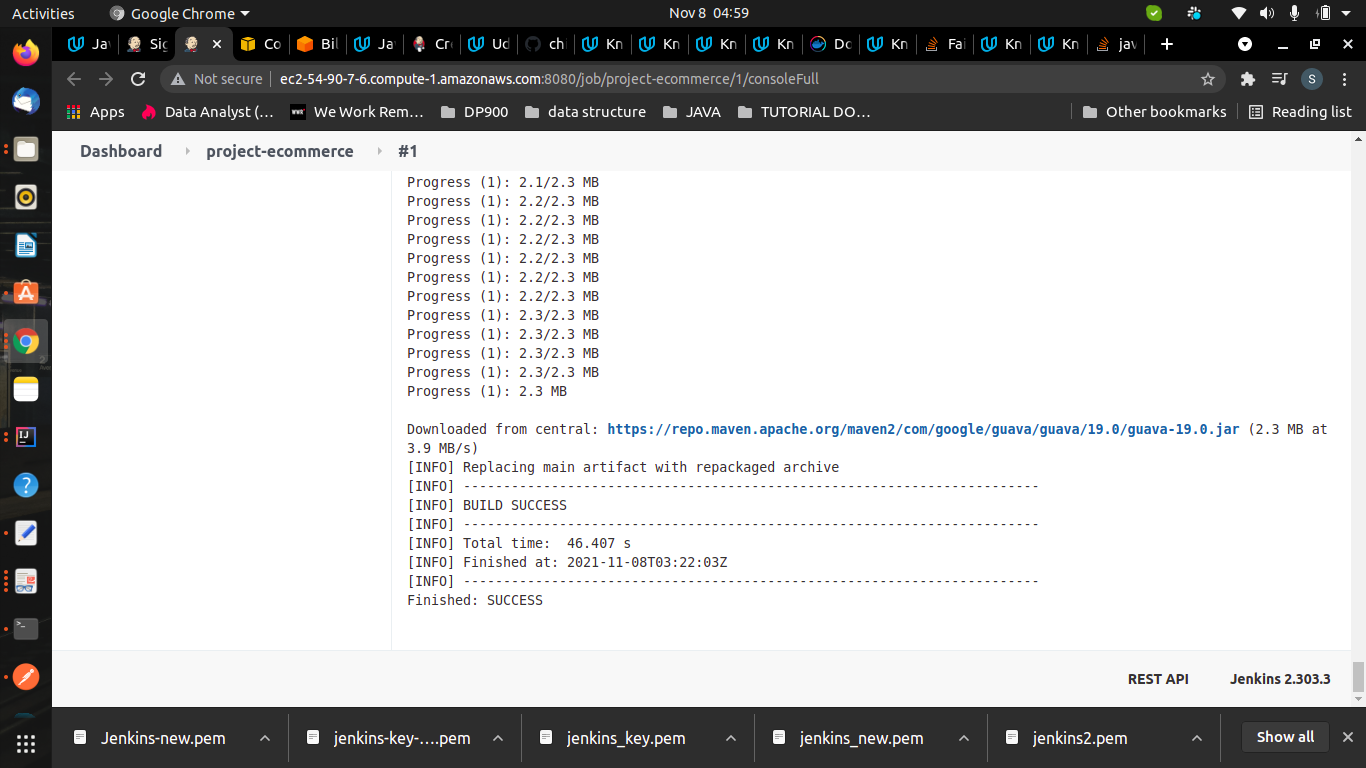 Activities
Google Chrome
Nov 8 04:59
Jav
Sig
Co
Bil
Jav
Cre
Ud
ch
Kn
Kn
Kn
Kn
Do
Kn
Fai
Kn
Kn
jav
Not secure
ec2-54-90-7-6.compute-1.amazonaws.com:8080/job/project-ecommerce/1/consoleFull
S
Apps
Data Analyst (...
We Work Rem...
DP900
data structure
JAVA
TUTORIAL DO...
Other bookmarks
Reading list
Dashboard
project-ecommerce
#1
Progress (1): 2.1/2.3 MB
Progress (1): 2.2/2.3 MB
Progress (1): 2.2/2.3 MB
Progress (1): 2.2/2.3 MB
Progress (1): 2.2/2.3 MB
Progress (1): 2.2/2.3 MB
Progress (1): 2.2/2.3 MB
Progress (1): 2.3/2.3 MB
Progress (1): 2.3/2.3 MB
Progress (1): 2.3/2.3 MB
Progress (1): 2.3/2.3 MB
Progress (1): 2.3 MB
Downloaded from central: https://repo.maven.apache.org/maven2/com/google/guava/guava/19.0/guava-19.0.jar (2.3 MB at
3.9 MB/s)
[INFO] Replacing main artifact with repackaged archive
[INFO] ------------------------------------------------------------------------
[INFO] BUILD SUCCESS
[INFO] ------------------------------------------------------------------------
[INFO] Total time:  46.407 s
[INFO] Finished at: 2021-11-08T03:22:03Z
[INFO] ------------------------------------------------------------------------
Finished: SUCCESS
REST API
Jenkins 2.303.3
Jenkins-new.pem
jenkins-key-....pem
jenkins_key.pem
jenkins_new.pem
jenkins2.pem
Show all